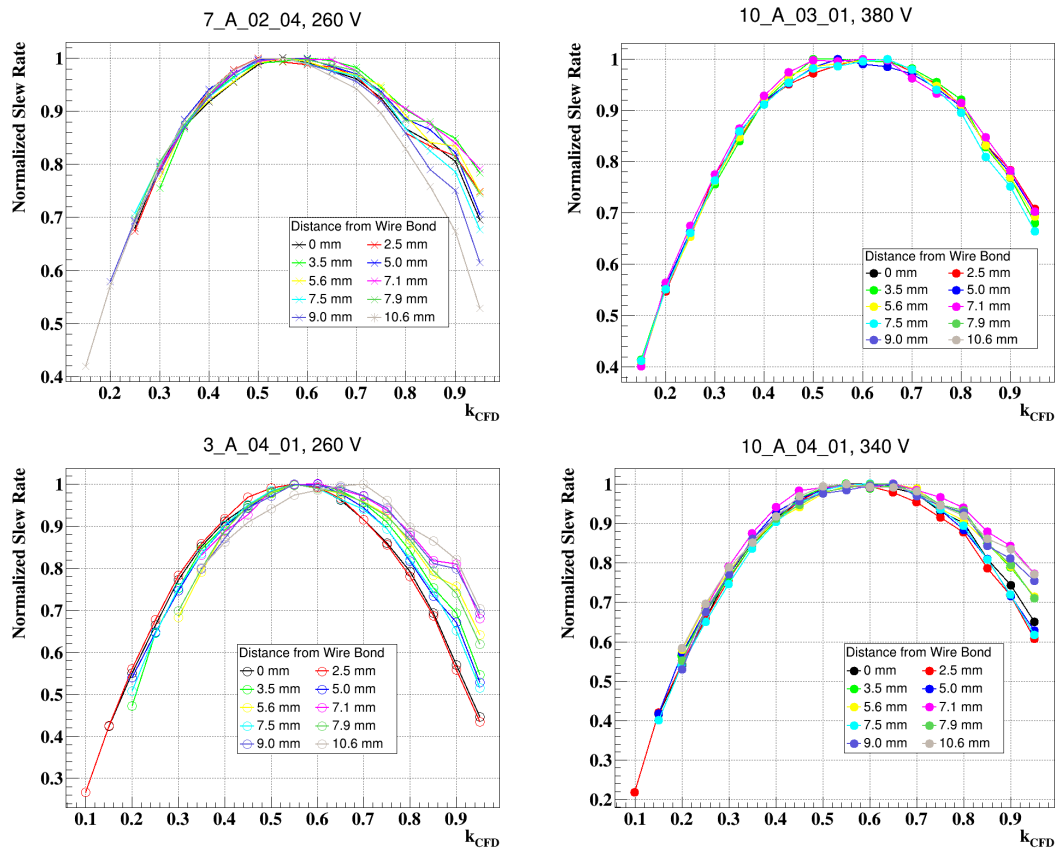 7_A_02_04, 260 V
Normalized Slew Rate
1
0.9
0.8
0.7
0.6
0.5
0.4
Distance from Wire Bond
0 mm 2.5 mm
3.5 mm 5.0 mm
5.6 mm 7.1 mm
7.5 mm 7.9 mm
9.0 mm 10.6 mm
0.2 0.3 0.4 0.5 0.6 0.7 0.8 0.9
kCFD
10_A_03_01, 380 V
Normalized Slew Rate
1
0.9
0.8
0.7
0.6
0.5
0.4
Distance from Wire Bond
0 mm 2.5 mm
3.5 mm 5.0 mm
5.6 mm 7.1 mm
7.5 mm 7.9 mm
9.0 mm 10.6 mm
0.2 0.3 0.4 0.5 0.6 0.7 0.8 0.9
kCFD
3_A_04_01, 260 V
Normalized Slew Rate
1
0.9
0.8
0.7
0.6
0.5
0.4
0.3
Distance from Wire Bond
0 mm 2.5 mm
3.5 mm 5.0 mm
5.6 mm 7.1 mm
7.5 mm 7.9 mm
9.0 mm 10.6 mm
0.1 0.2 0.3 0.4 0.5 0.6 0.7 0.8 0.9
kCFD
10_A_04_01, 340 V
Normalized Slew Rate
1
0.9
0.8
0.7
0.6
0.5
0.4
0.3
0.2
Distance from Wire Bond
0 mm 2.5 mm
3.5 mm 5.0 mm
5.6 mm 7.1 mm
7.5 mm 7.9 mm
9.0 mm 10.6 mm
0.1 0.2 0.3 0.4 0.5 0.6 0.7 0.8 0.9
kCFD